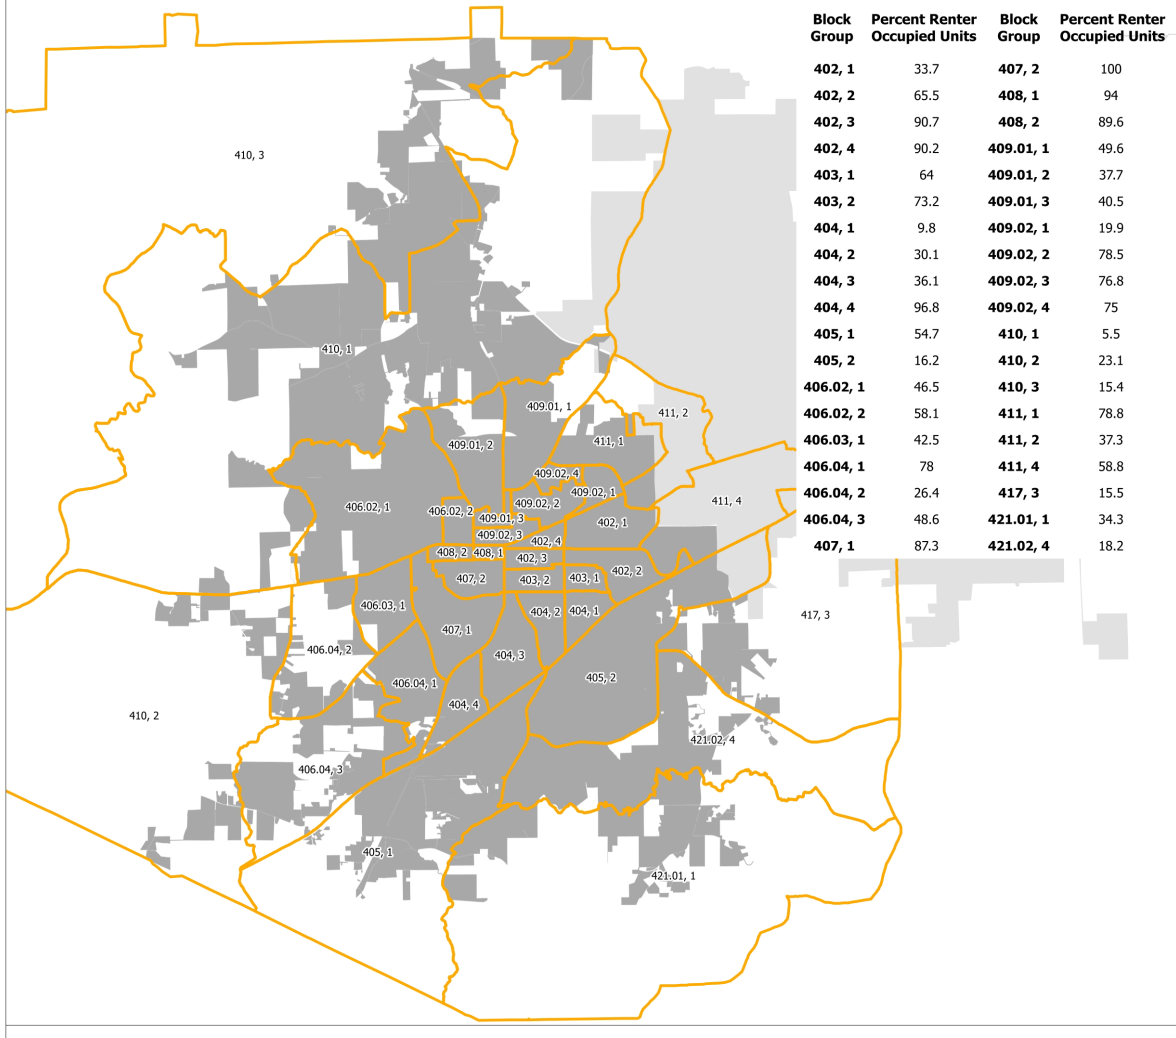 Block Percent Renter Block Percent Renter
Group Occupied Units Group Occupied Units
402, 1 33.7 407, 2 100
402, 2 65.5 408, 1 94
402, 3 90.7 408, 2 89.6
402, 4 90.2 409.01, 1 49.6
403, 1 64 409.01, 2 37.7
403, 2 73.2 409.01, 3 40.5
404, 1 9.8 409.02, 1 19.9
404, 2 30.1 409.02, 2 78.5
404, 3 36.1 409.02, 3 76.8
404, 4 96.8 409.02, 4 75
405, 1 54.7 410, 1 5.5
405, 2 16.2 410, 2 23.1
406.02, 1 46.5 410, 3 15.4
406.02, 2 58.1 411, 1 78.8
406.03, 1 42.5 411, 2 37.3
406.04, 1 78 411, 4 58.8
406.04, 2 26.4 417, 3 15.5
406.04, 3 48.6 421.01, 1 34.3
407, 1 87.3 421.02, 4 18.2
410, 3
410, 1
409.01, 1
411, 2
409.01, 2
411, 1
409.02, 4
409.02, 1
411, 4
406.02, 1
406.02, 2
409.02, 2
409.01, 3
402, 1
409.02, 3
402, 4
408, 2
408, 1
402, 3
402, 2
407, 2
403, 2
403, 1
406.03, 1
404, 2
404, 1
417, 3
407, 1
406.04, 2
404, 3
405, 2
406.04, 1
404, 4
410, 2
421.02, 4
406.04, 3
405, 1
421.01, 1